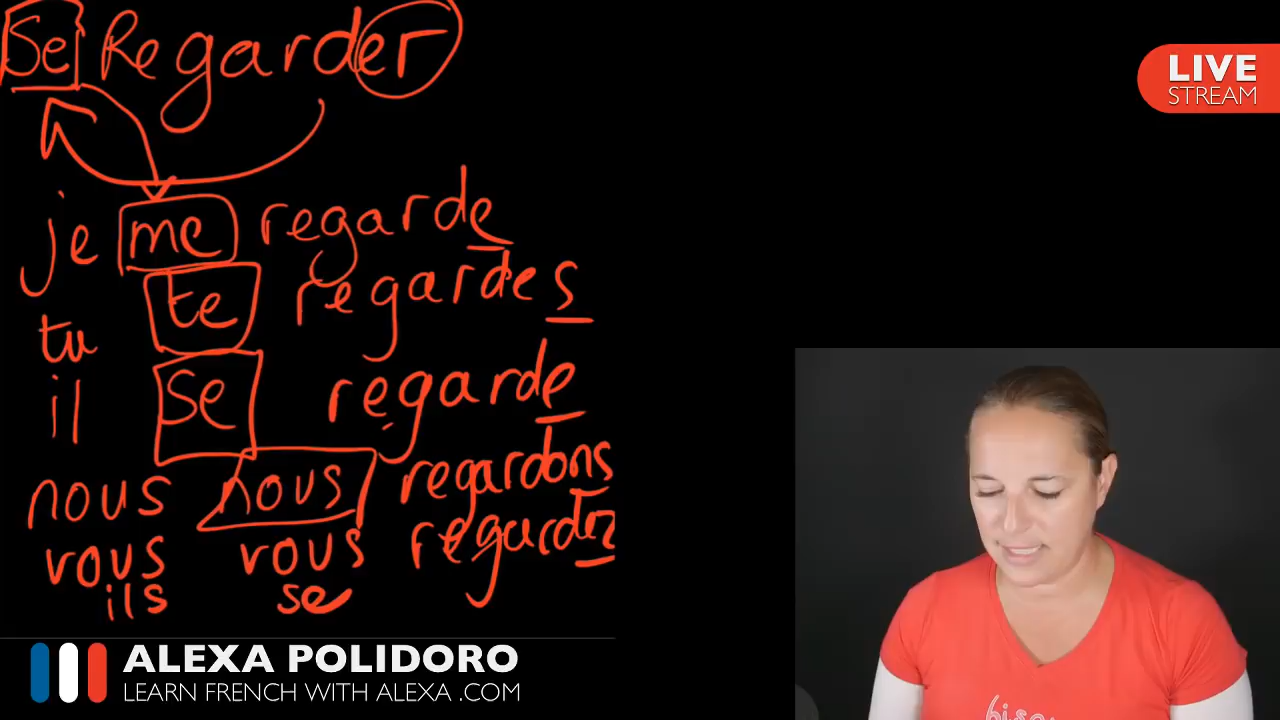 Se Regarder
je me regarde
tu te regardes
il se regarde
nous nous regardons
vous vous regardez
ils se
LIVE
STREAM
ALEXA POLIDORO
LEARN FRENCH WITH ALEXA .COM